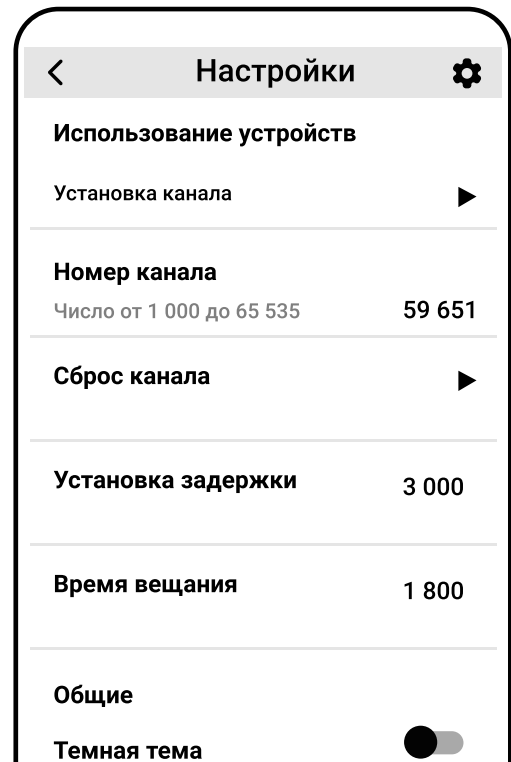 Настройки
Использование устройств
Установка канала
Номер канала
Число от 1 000 до 65 535
59 651
Сброс канала
Установка задержки
3 000
Время вещания
1 800
Общие
Темная тема